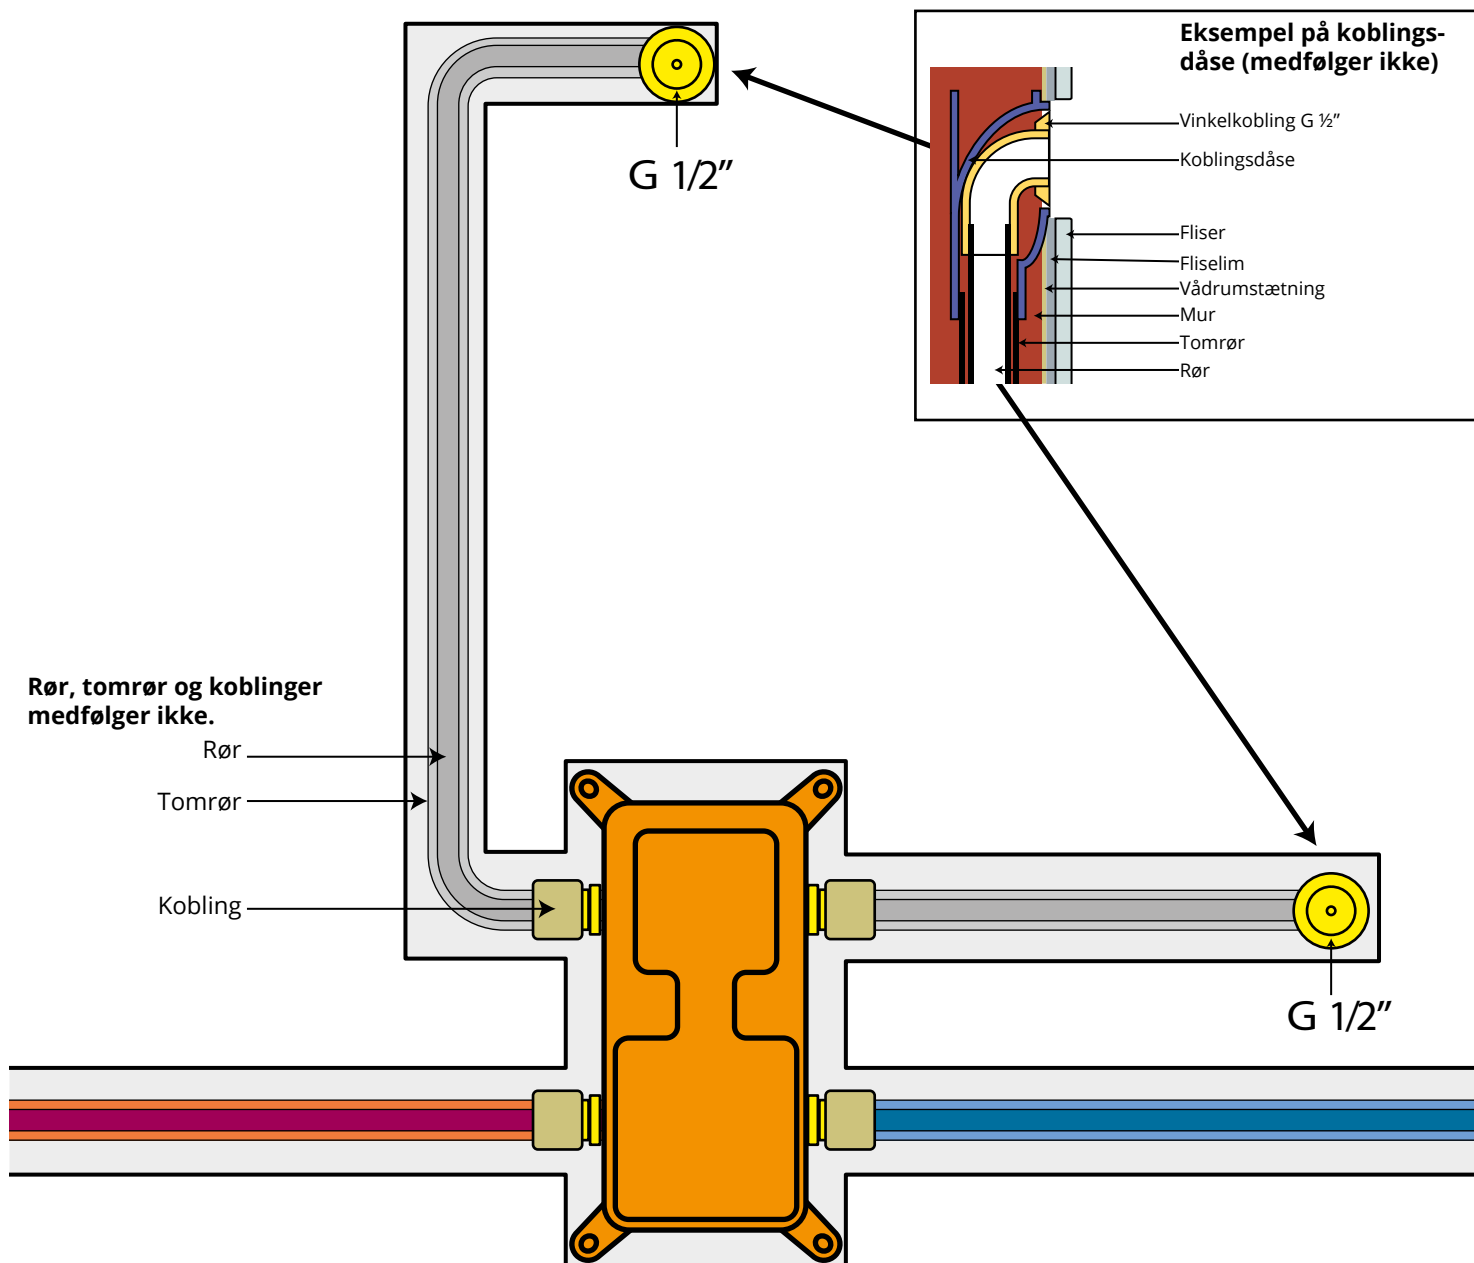 Eksempel på koblings-
dåse (medfølger ikke)
Vinkelkobling G ½”
Koblingsdåse
Fliser
Fliselim
Vådrumstætning
Mur
Tomrør
Rør
G 1/2”
Rør, tomrør og koblinger
medfølger ikke.
Rør
Tomrør
Kobling
G 1/2”